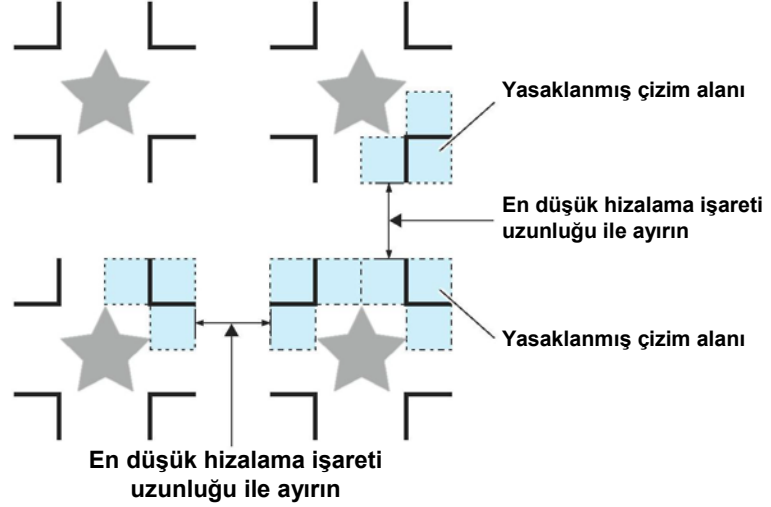 Yasaklanmış çizim alanı
En düşük hizalama işareti
uzunluğu ile ayırın
Yasaklanmış çizim alanı
En düşük hizalama işareti
uzunluğu ile ayırın